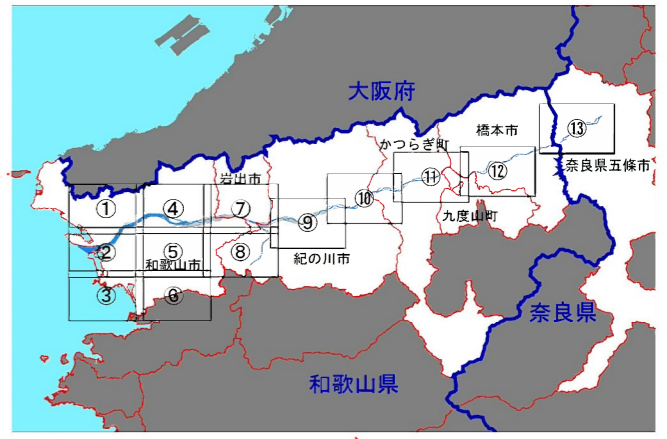 大阪府
橋本市
⑬
かつらぎ町
奈良県五條市
岩出市
⑪
⑫
①
④
⑦
⑨
⑩
九度山町
②
⑤
⑧
和歌山市
紀の川市
③
⑥
奈良県
和歌山県